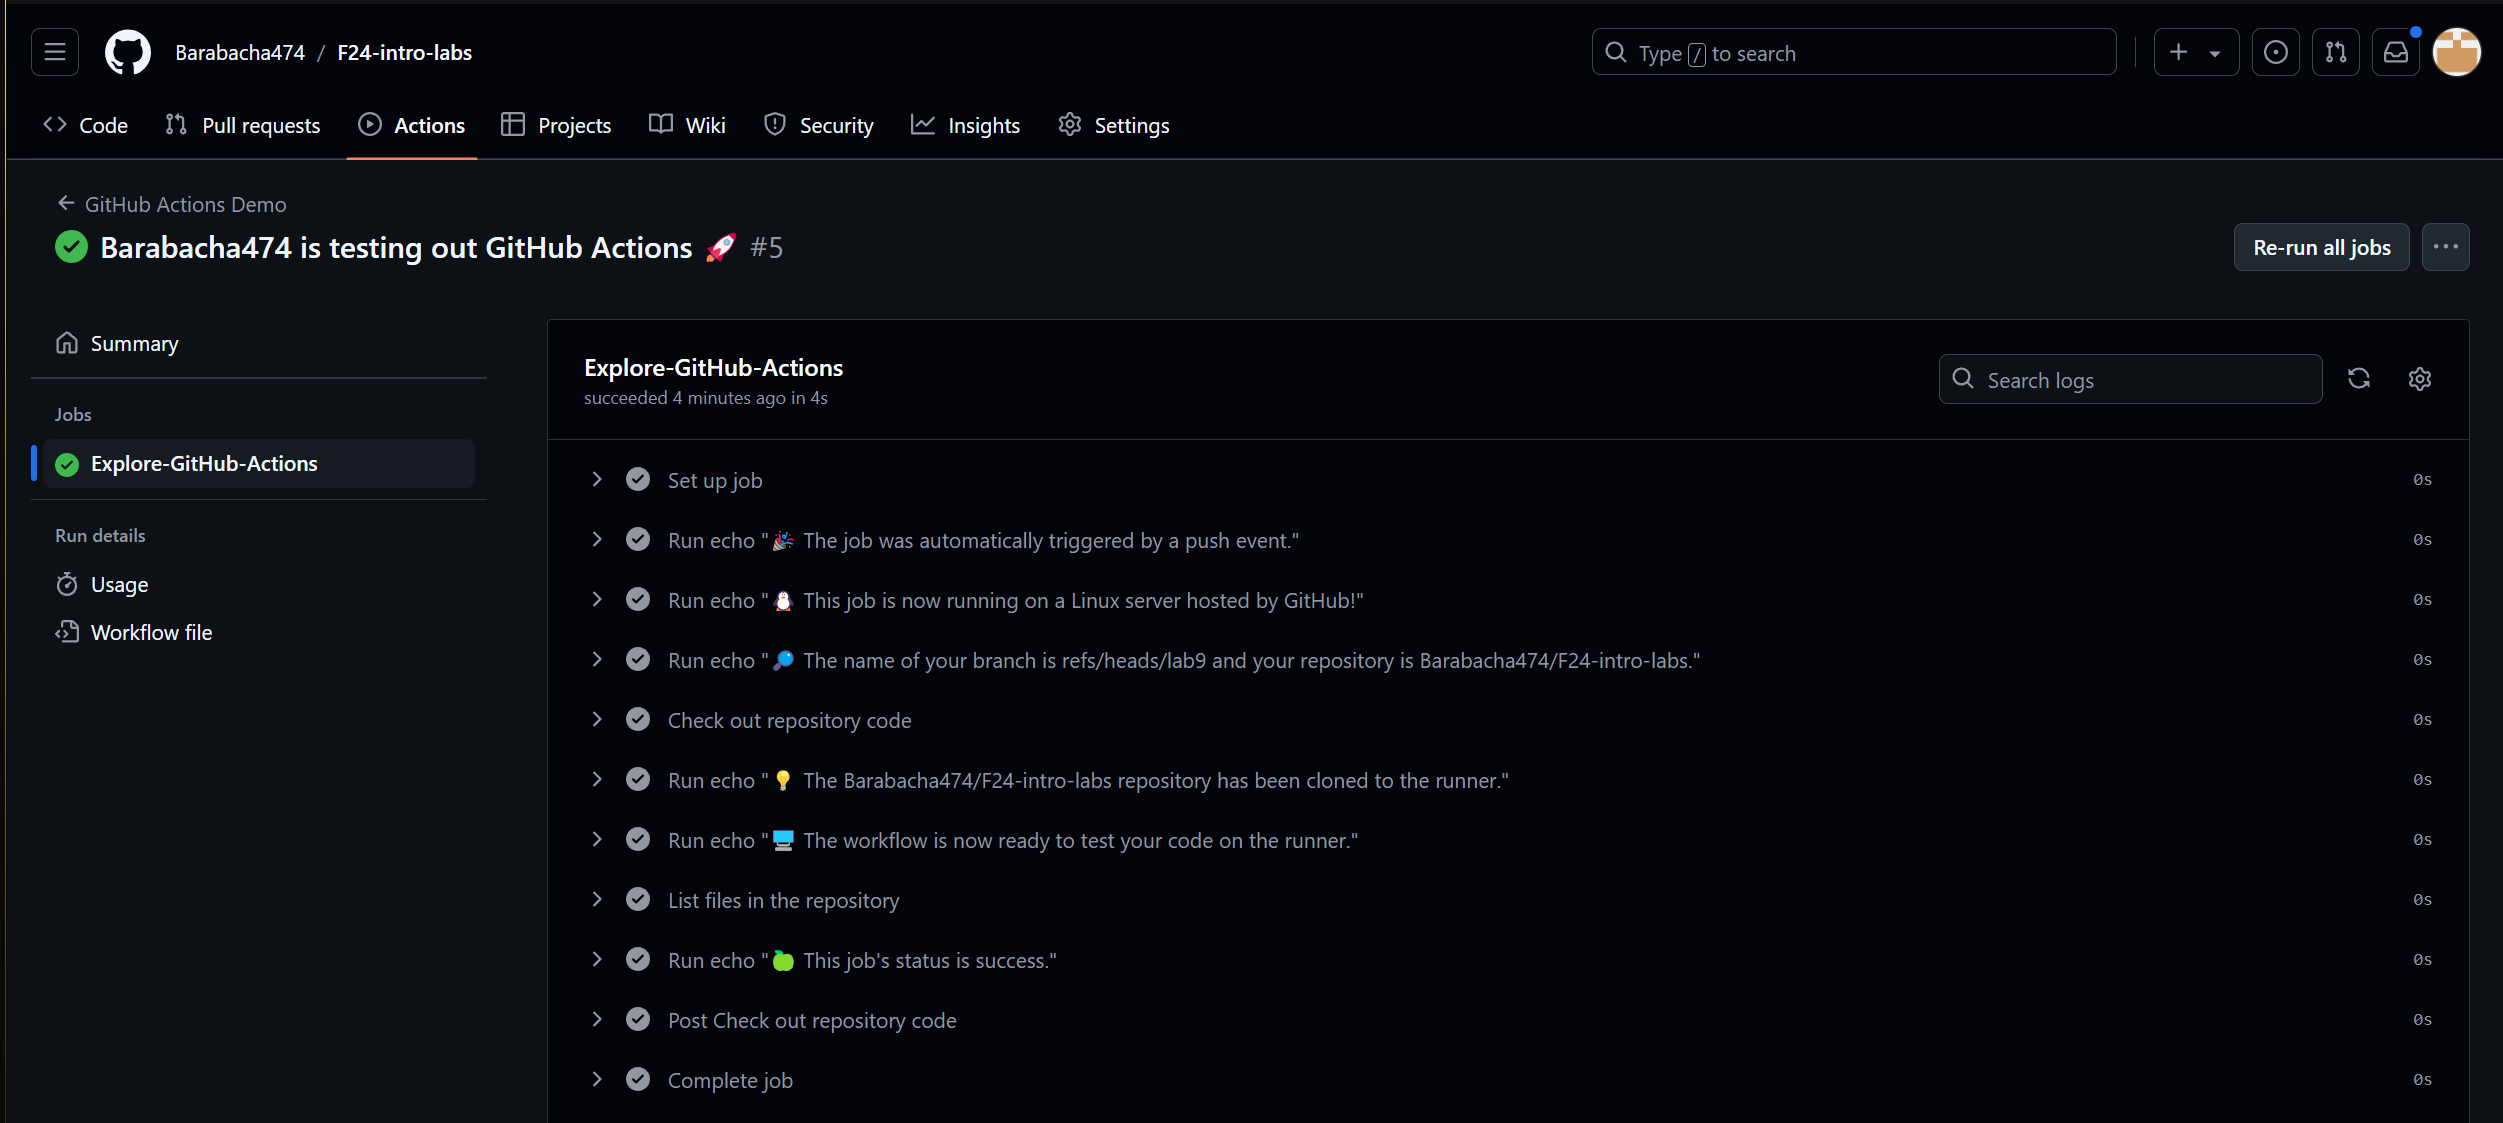 Barabacha474 / F24-intro-labs
Type / to search
Code Pull requests Actions Projects Wiki Security Insights Settings
GitHub Actions Demo
Barabacha474 is testing out GitHub Actions 🚀 #5
Re-run all jobs
Summary
Jobs
Explore-GitHub-Actions
Run details
Usage
Workflow file
Explore-GitHub-Actions
succeeded 4 minutes ago in 4s
Search logs
Set up job 0s
Run echo "🎉 The job was automatically triggered by a push event." 0s
Run echo "🐧 This job is now running on a Linux server hosted by GitHub!" 0s
Run echo "🔎 The name of your branch is refs/heads/lab9 and your repository is Barabacha474/F24-intro-labs." 0s
Check out repository code 0s
Run echo "💡 The Barabacha474/F24-intro-labs repository has been cloned to the runner." 0s
Run echo "🖥️ The workflow is now ready to test your code on the runner." 0s
List files in the repository 0s
Run echo "🍏 This job's status is success." 0s
Post Check out repository code 0s
Complete job 0s